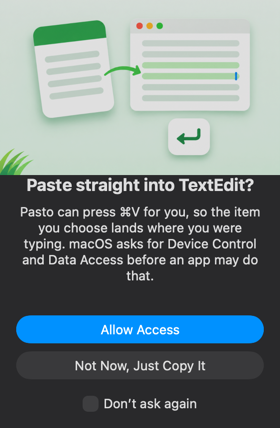 Paste straight into TextEdit?
Pasto can press ⌘V for you, so the item
you choose lands where you were
typing. macOS asks for Device Control
and Data Access before an app may do
that.
Allow Access
Not Now, Just Copy It
Don’t ask again